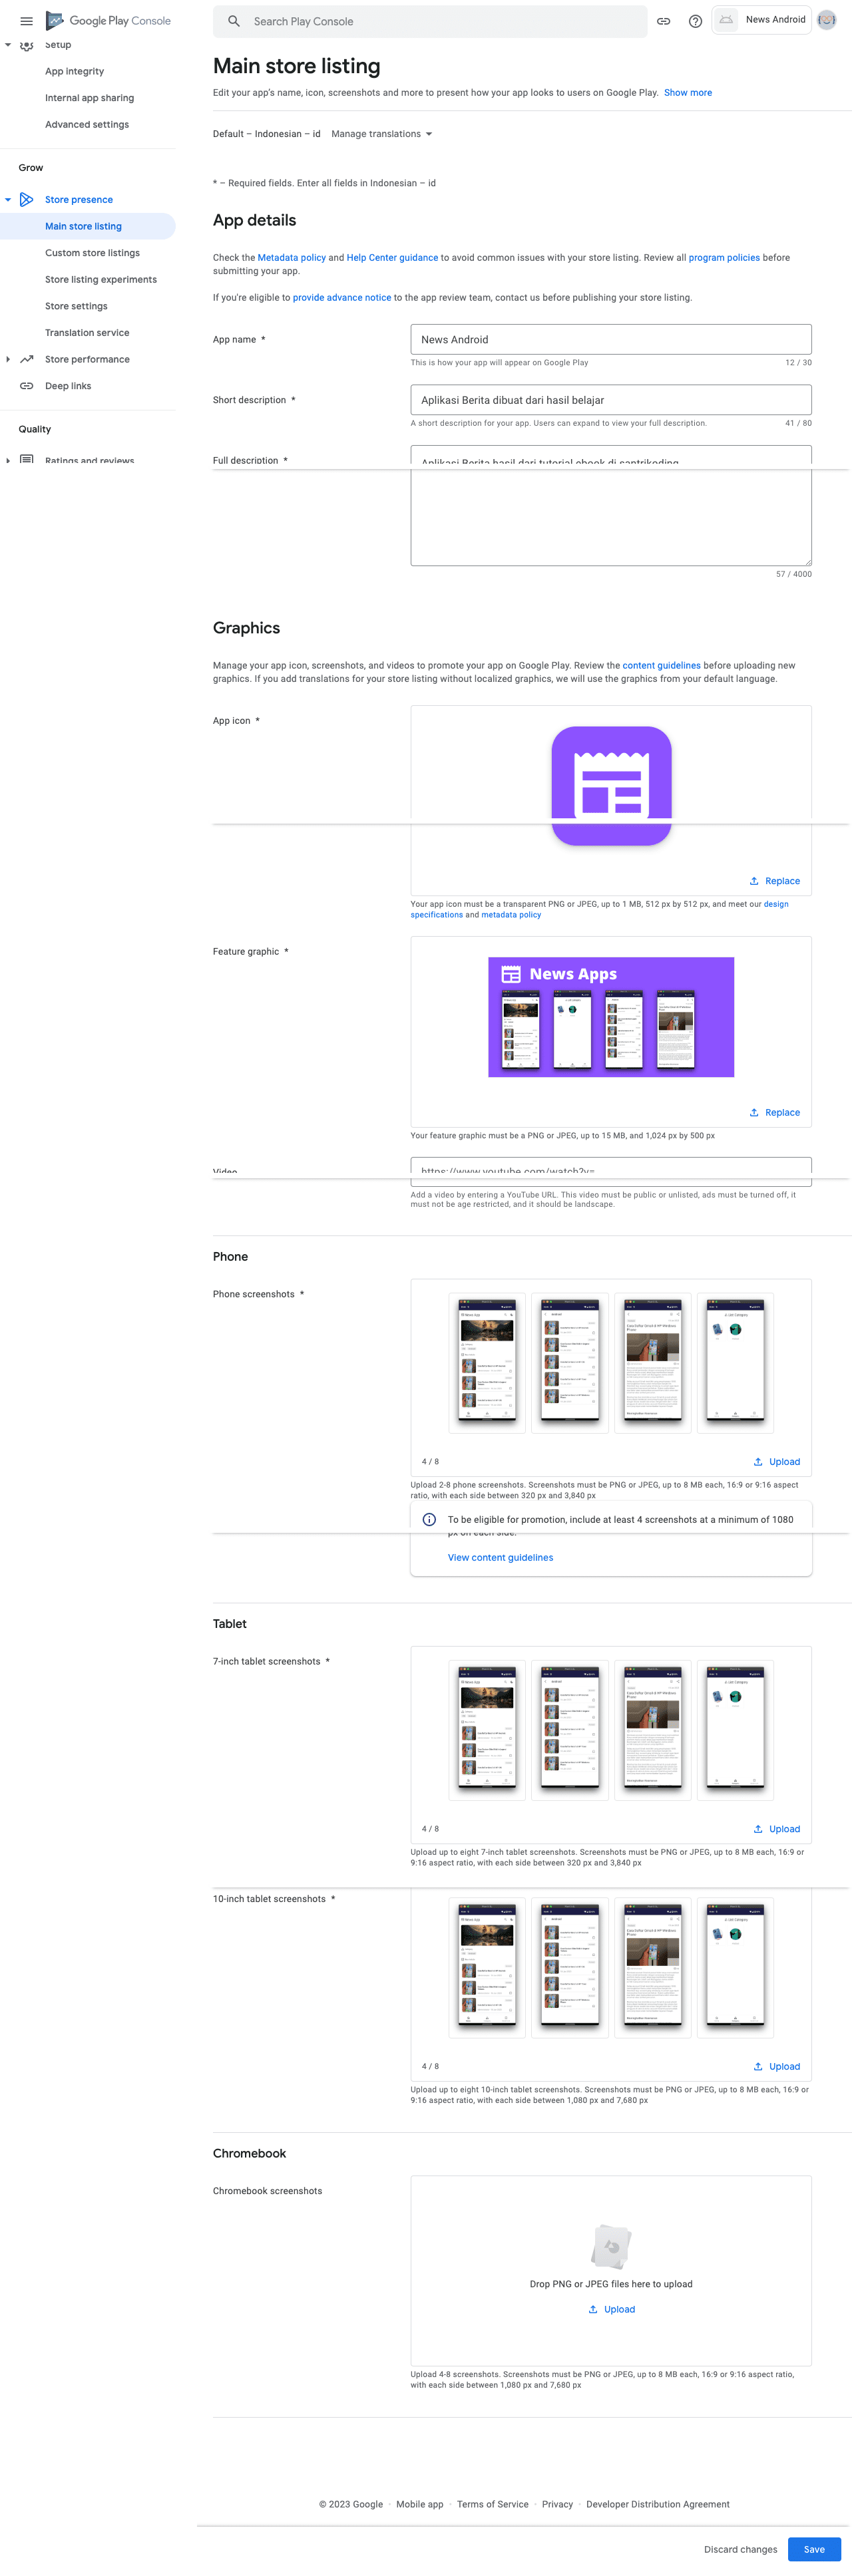 Google Play Console
Search Play Console
News Android
Setup
App integrity
Internal app sharing
Advanced settings
Grow
Store presence
Main store listing
Custom store listings
Store listing experiments
Store settings
Translation service
Store performance
Deep links
Quality
Ratings and reviews
Main store listing
Edit your app's name, icon, screenshots and more to present how your app looks to users on Google Play. Show more
Default – Indonesian – id Manage translations
* – Required fields. Enter all fields in Indonesian – id
App details
Check the Metadata policy and Help Center guidance to avoid common issues with your store listing. Review all program policies before
submitting your app.
If you're eligible to provide advance notice to the app review team, contact us before publishing your store listing.
App name *
News Android
This is how your app will appear on Google Play 12 / 30
Short description *
Aplikasi Berita dibuat dari hasil belajar
A short description for your app. Users can expand to view your full description. 41 / 80
Full description *
Aplikasi Berita hasil dari tutorial ebook di santrikoding
57 / 4000
Graphics
Manage your app icon, screenshots, and videos to promote your app on Google Play. Review the content guidelines before uploading new
graphics. If you add translations for your store listing without localized graphics, we will use the graphics from your default language.
App icon *
Replace
Your app icon must be a transparent PNG or JPEG, up to 1 MB, 512 px by 512 px, and meet our design
specifications and metadata policy
Feature graphic *
News Apps
Replace
Your feature graphic must be a PNG or JPEG, up to 15 MB, and 1,024 px by 500 px
Video
https://www.youtube.com/watch?v=
Add a video by entering a YouTube URL. This video must be public or unlisted, ads must be turned off, it
must not be age restricted, and it should be landscape.
Phone
Phone screenshots *
4 / 8 Upload
Upload 2-8 phone screenshots. Screenshots must be PNG or JPEG, up to 8 MB each, 16:9 or 9:16 aspect
ratio, with each side between 320 px and 3,840 px
To be eligible for promotion, include at least 4 screenshots at a minimum of 1080
px on each side.
View content guidelines
Tablet
7-inch tablet screenshots *
4 / 8 Upload
Upload up to eight 7-inch tablet screenshots. Screenshots must be PNG or JPEG, up to 8 MB each, 16:9 or
9:16 aspect ratio, with each side between 320 px and 3,840 px
10-inch tablet screenshots *
4 / 8 Upload
Upload up to eight 10-inch tablet screenshots. Screenshots must be PNG or JPEG, up to 8 MB each, 16:9 or
9:16 aspect ratio, with each side between 1,080 px and 7,680 px
Chromebook
Chromebook screenshots
Drop PNG or JPEG files here to upload
Upload
Upload 4-8 screenshots. Screenshots must be PNG or JPEG, up to 8 MB each, 16:9 or 9:16 aspect ratio,
with each side between 1,080 px and 7,680 px
© 2023 Google · Mobile app · Terms of Service · Privacy · Developer Distribution Agreement
Discard changes Save